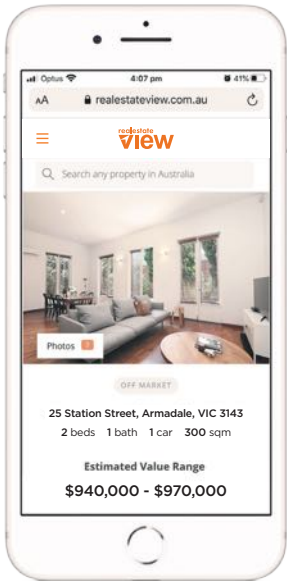 Optus 4:07 pm 41%
AA realestateview.com.au
realestate
view
Search any property in Australia
Photos
OFF MARKET
25 Station Street, Armadale, VIC 3143
2 beds 1 bath 1 car 300 sqm
Estimated Value Range
$940,000 - $970,000